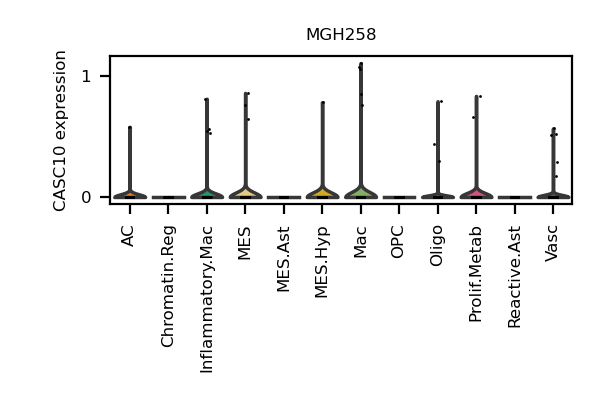 MGH258
CASC10 expression
1
0
AC
Chromatin.Reg
Inflammatory.Mac
MES
MES.Ast
MES.Hyp
Mac
OPC
Oligo
Prolif.Metab
Reactive.Ast
Vasc